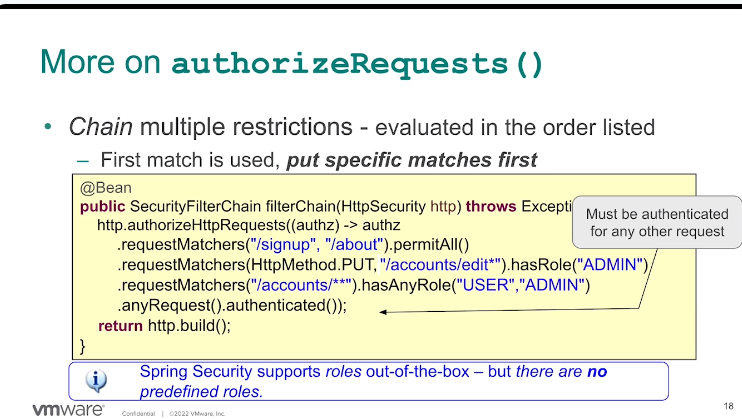 More on authorizeRequests()
• Chain multiple restrictions - evaluated in the order listed
– First match is used, put specific matches first
@Bean
public SecurityFilterChain filterChain(HttpSecurity http) throws Excepti
Must be authenticated
for any other request
http.authorizeHttpRequests((authz) -> authz
.requestMatchers("/signup", "/about").permitAll()
.requestMatchers(HttpMethod.PUT, "/accounts/edit*").hasRole("ADMIN")
.requestMatchers("/accounts/**").hasAnyRole("USER","ADMIN")
.anyRequest().authenticated());
return http.build();
}
Spring Security supports roles out-of-the-box – but there are no
predefined roles.
vmware®
Confidential | ©2022 VMware, Inc.
18